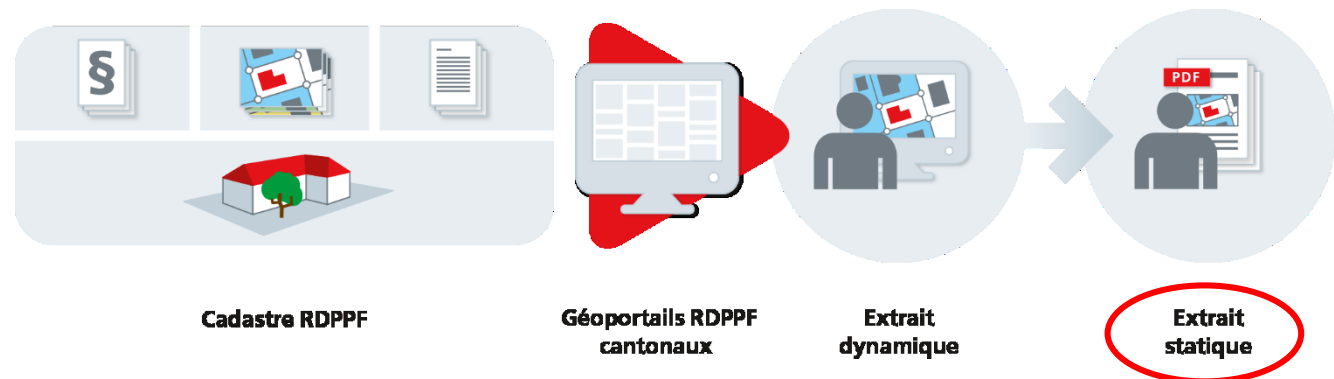 §
PDF
Cadastre RDPPF
Géoportails RDPPF
cantonaux
Extrait
dynamique
Extrait
statique